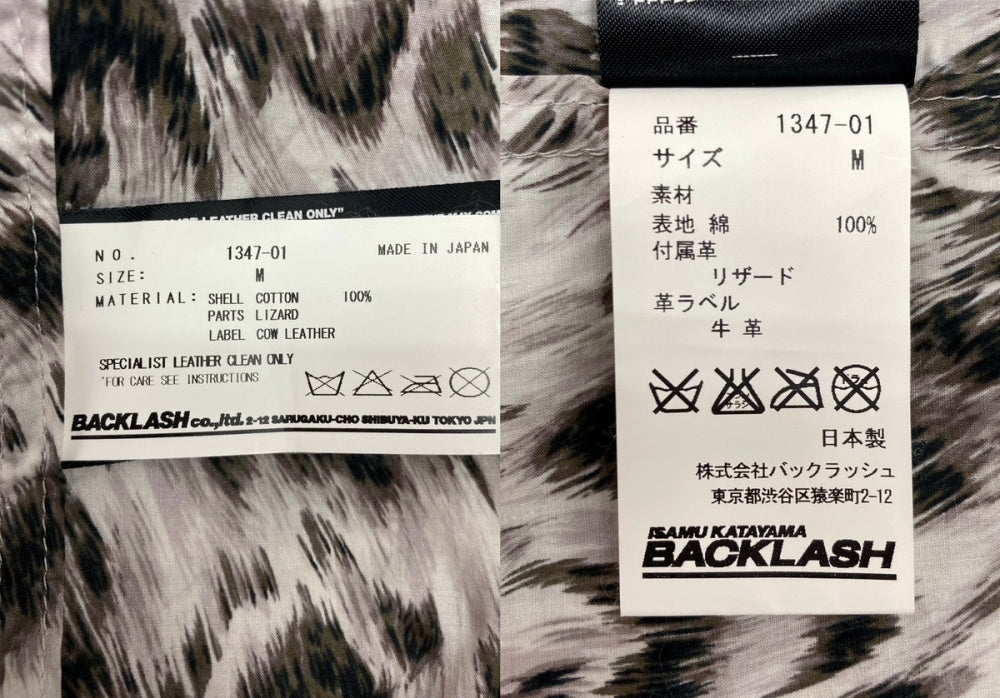 LEATHER CLEAN ONLY"
NO. 1347-01 MADE IN JAPAN
SIZE: M
MATERIAL: SHELL COTTON 100%
PARTS LIZARD
LABEL COW LEATHER
SPECIALIST LEATHER CLEAN ONLY
"FOR CARE SEE INSTRUCTIONS
BACKLASH co.,ltd. 2-12 SARUGAKU-CHO SHIBUYA-KU TOKYO JPN
品番 1347-01
サイズ M
素材
表地 綿 100%
付属革
リザード
革ラベル
牛 革
日本製
株式会社バックラッシュ
東京都渋谷区猿楽町2-12
ISAMU KATAYAMA
BACKLASH